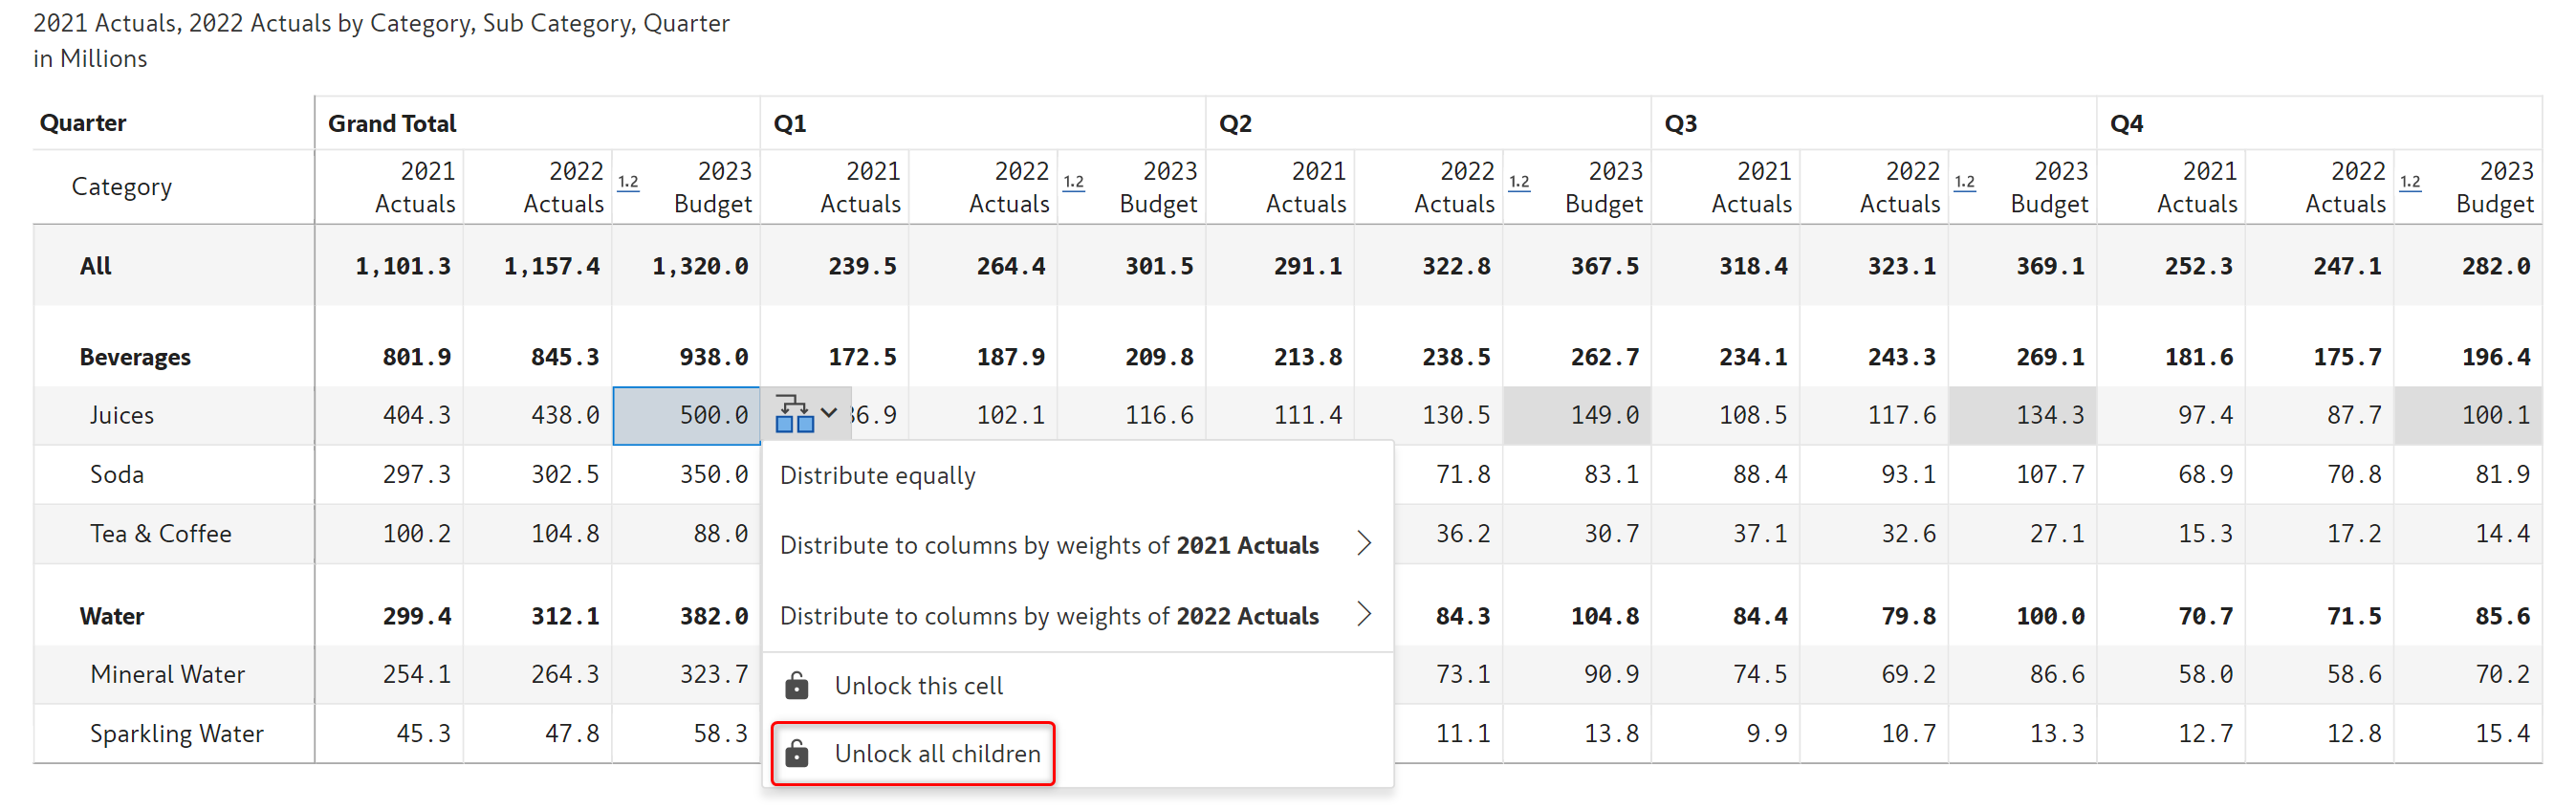 2021 Actuals, 2022 Actuals by Category, Sub Category, Quarter
in Millions
Quarter Grand Total Q1 Q2 Q3 Q4
Category 2021 Actuals 2022 Actuals 1.2 2023 Budget 2021 Actuals 2022 Actuals 1.2 2023 Budget 2021 Actuals 2022 Actuals 1.2 2023 Budget 2021 Actuals 2022 Actuals 1.2 2023 Budget 2021 Actuals 2022 Actuals 1.2 2023 Budget
All 1,101.3 1,157.4 1,320.0 239.5 264.4 301.5 291.1 322.8 367.5 318.4 323.1 369.1 252.3 247.1 282.0
Beverages 801.9 845.3 938.0 172.5 187.9 209.8 213.8 238.5 262.7 234.1 243.3 269.1 181.6 175.7 196.4
Juices 404.3 438.0 500.0 6.9 102.1 116.6 111.4 130.5 149.0 108.5 117.6 134.3 97.4 87.7 100.1
Soda 297.3 302.5 350.0 71.8 83.1 88.4 93.1 107.7 68.9 70.8 81.9
Tea & Coffee 100.2 104.8 88.0 36.2 30.7 37.1 32.6 27.1 15.3 17.2 14.4
Water 299.4 312.1 382.0 84.3 104.8 84.4 79.8 100.0 70.7 71.5 85.6
Mineral Water 254.1 264.3 323.7 73.1 90.9 74.5 69.2 86.6 58.0 58.6 70.2
Sparkling Water 45.3 47.8 58.3 11.1 13.8 9.9 10.7 13.3 12.7 12.8 15.4
Distribute equally
Distribute to columns by weights of 2021 Actuals
Distribute to columns by weights of 2022 Actuals
Unlock this cell
Unlock all children